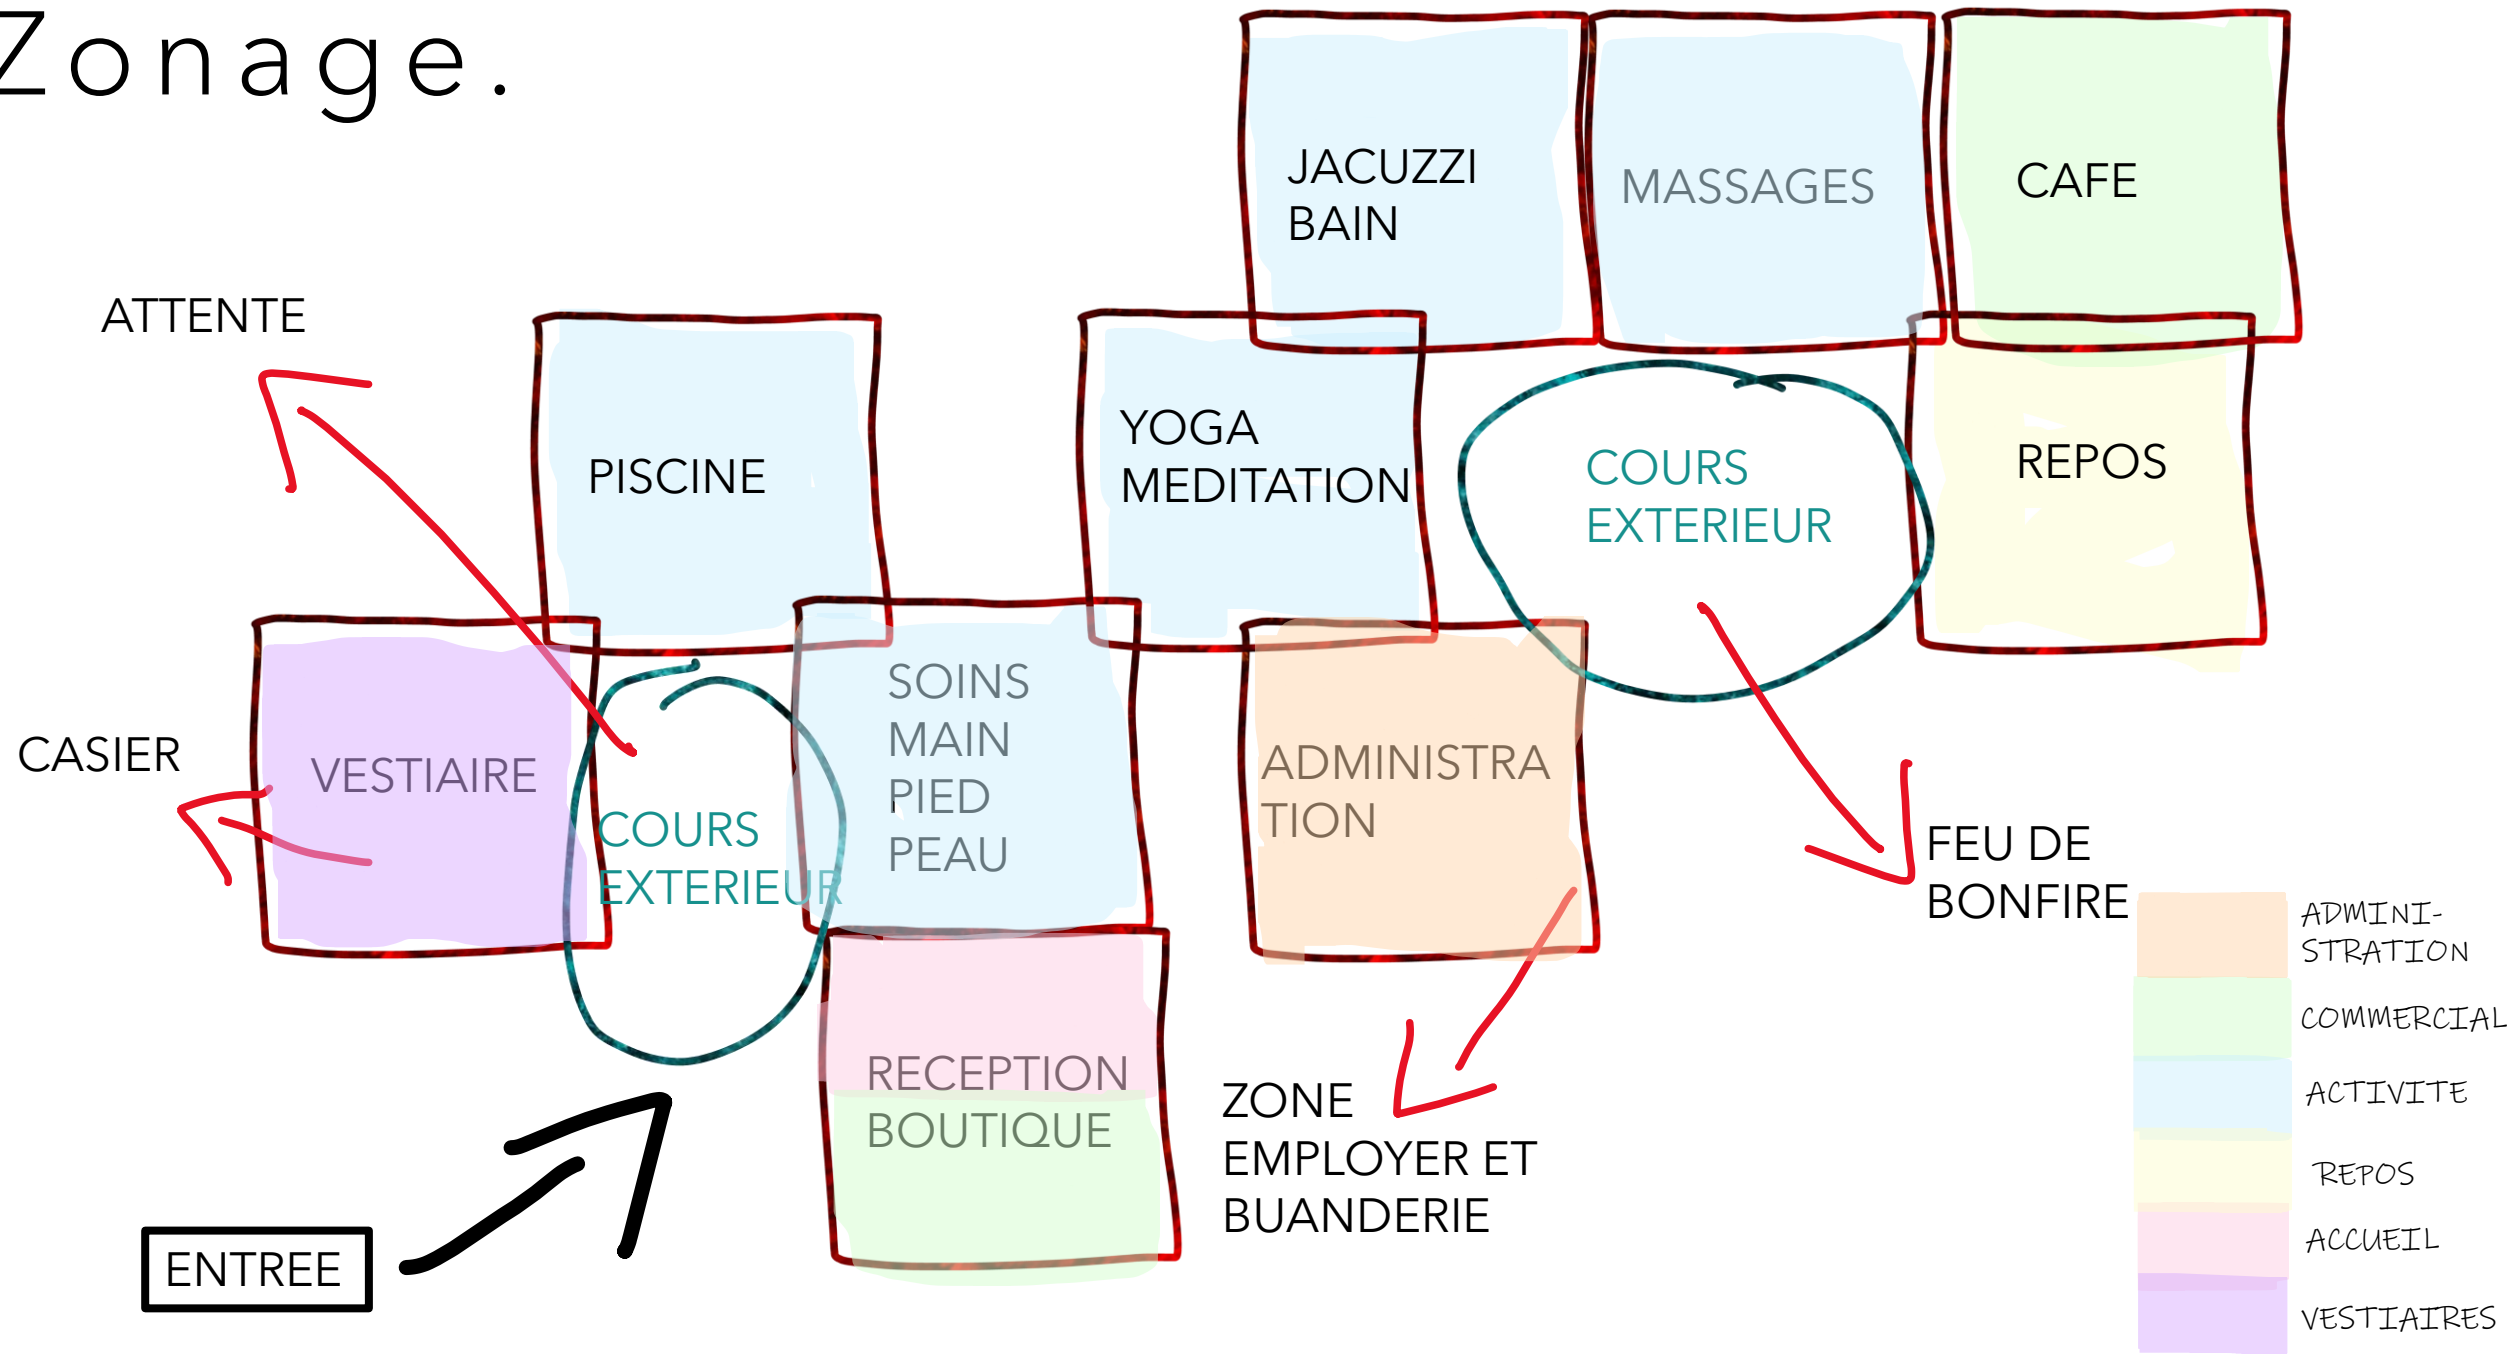 Zonage.
JACUZZI
BAIN
MASSAGES
CAFE
ATTENTE
PISCINE
YOGA
MEDITATION
COURS
EXTERIEUR
REPOS
CASIER
VESTIAIRE
COURS
EXTERIEUR
SOINS
MAIN
PIED
PEAU
ADMINISTRA
TION
FEU DE
BONFIRE
RECEPTION
BOUTIQUE
ZONE
EMPLOYER ET
BUANDERIE
ENTREE
ADMINI-
STRATION
COMMERCIAL
ACTIVITE
REPOS
ACCUEIL
VESTIAIRES